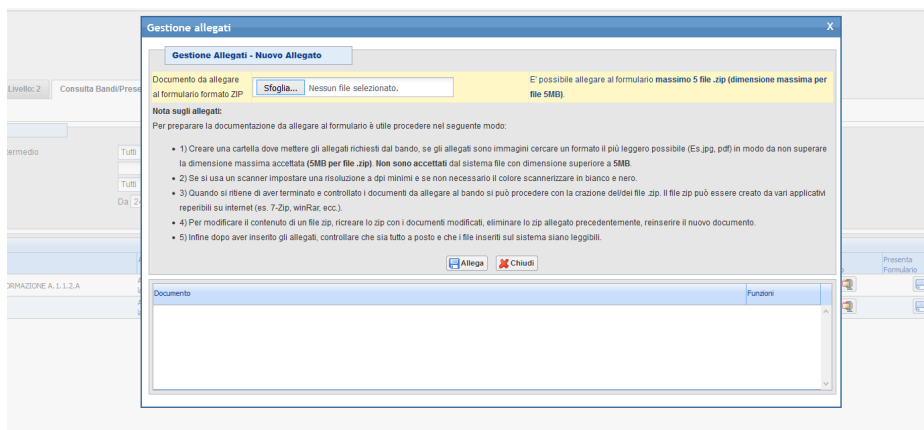 Gestione allegati X
Gestione Allegati - Nuovo Allegato
Documento da allegare
al formulario formato ZIP
Sfoglia... Nessun file selezionato.
E' possibile allegare al formulario massimo 5 file .zip (dimensione massima per
file 5MB).
Nota sugli allegati:
Per preparare la documentazione da allegare al formulario è utile procedere nel seguente modo:
• 1) Creare una cartella dove mettere gli allegati richiesti dal bando, se gli allegati sono immagini cercare un formato il più leggero possibile (Es.jpg, pdf) in modo da non superare
la dimensione massima accettata (5MB per file .zip). Non sono accettati dal sistema file con dimensione superiore a 5MB.
• 2) Se si usa un scanner impostare una risoluzione a dpi minimi e se non necessario il colore scannerizzare in bianco e nero.
• 3) Quando si ritiene di aver terminato e controllato i documenti da allegare al bando si può procedere con la crazione del/dei file .zip. Il file zip può essere creato da vari applicativi
reperibili su internet (es. 7-Zip, winRar, ecc.).
• 4) Per modificare il contenuto di un file zip, ricreare lo zip con i documenti modificati, eliminare lo zip allegato precedentemente, reinserire il nuovo documento.
• 5) Infine dopo aver inserito gli allegati, controllare che sia tutto a posto e che i file inseriti sul sistema siano leggibili.
Allega Chiudi
Documento Funzioni
Livello: 2 Consulta Bandi/Prese
ermedio Tutti
Tutti
Da 2
Presenta
Formulario
ORMAZIONE A.1.1.2.A